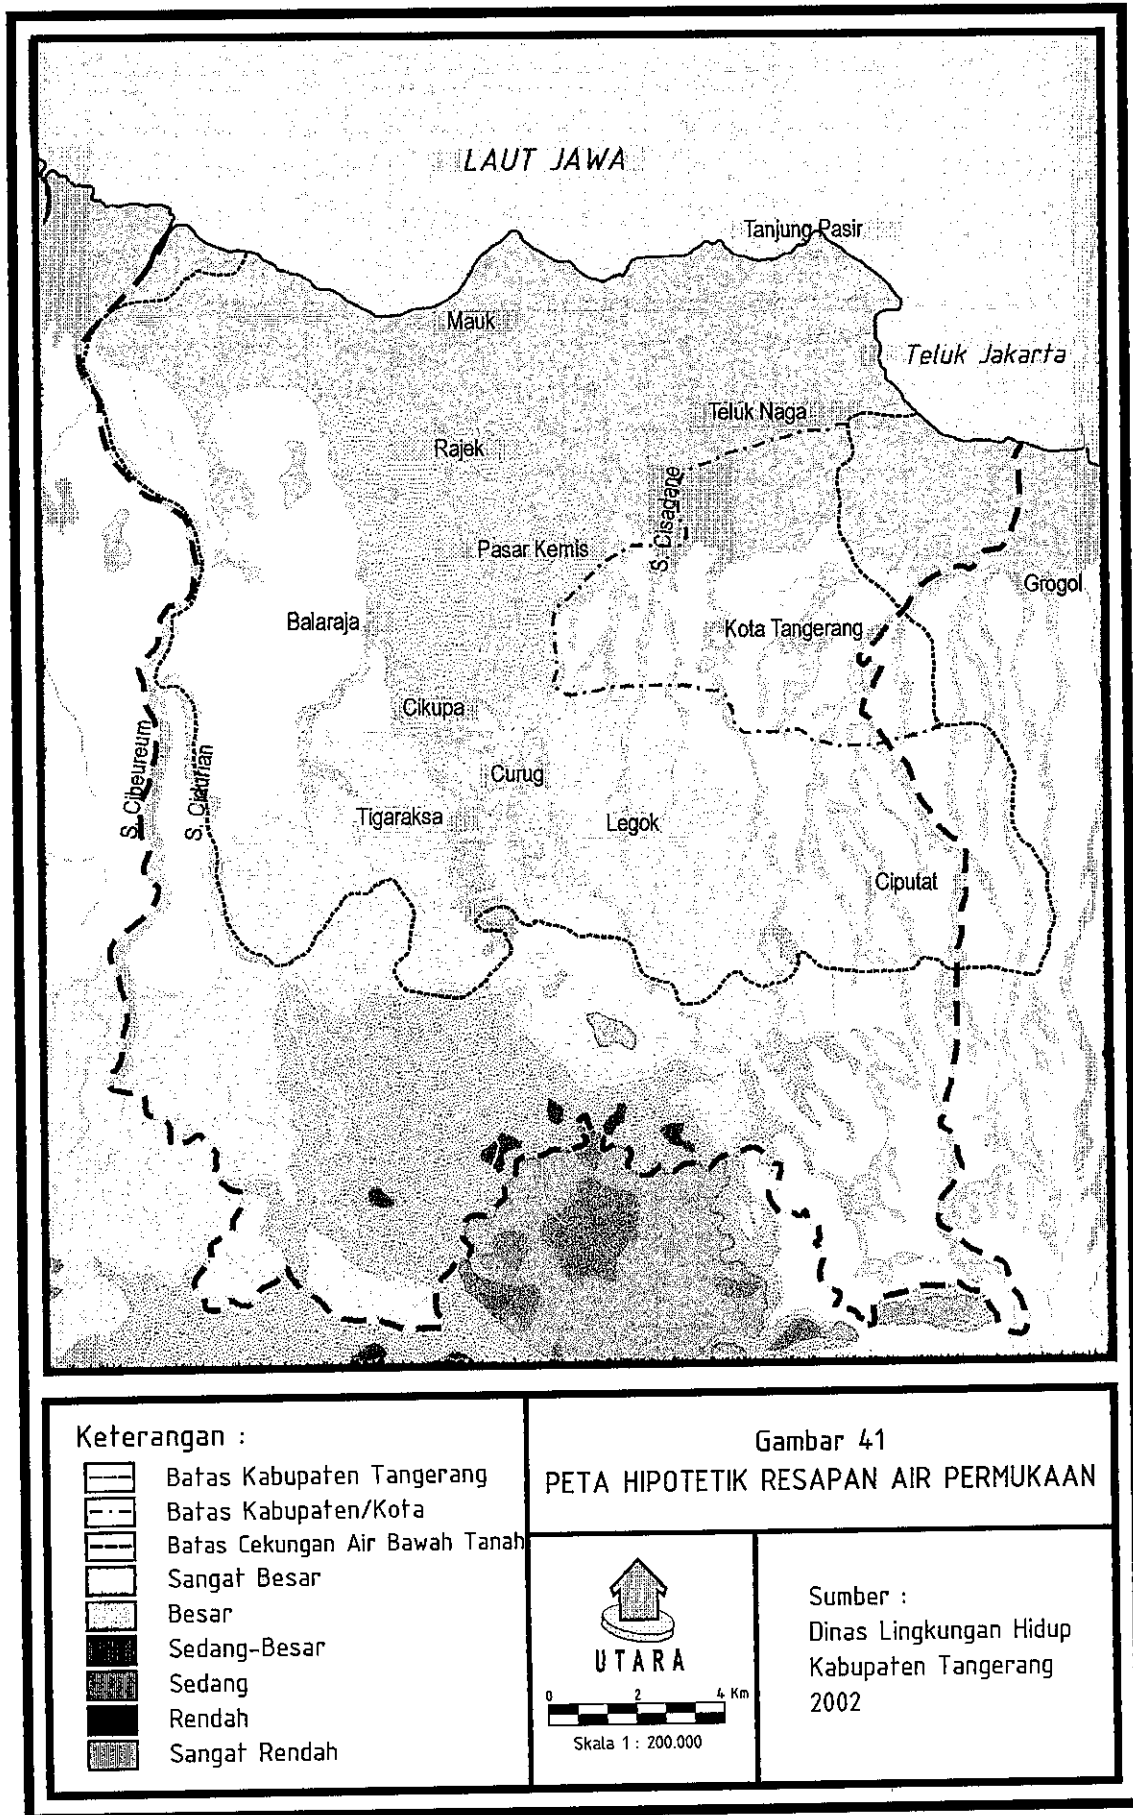 LAUT JAWA
Tanjung Pasir
Mauk
Teluk Jakarta
Teluk Naga
Rajek
S. Cisadane
Pasar Kemis
Grogol
Balaraja
Kota Tangerang
Cikupa
S. Cibeureum
S. Cidurian
Curug
Tigaraksa
Legok
Ciputat
Keterangan :
Batas Kabupaten Tangerang
Batas Kabupaten/Kota
Batas Cekungan Air Bawah Tanah
Sangat Besar
Besar
Sedang-Besar
Sedang
Rendah
Sangat Rendah
Gambar 41
PETA HIPOTETIK RESAPAN AIR PERMUKAAN
UTARA
0 2 4 Km
Skala 1 : 200.000
Sumber :
Dinas Lingkungan Hidup
Kabupaten Tangerang
2002